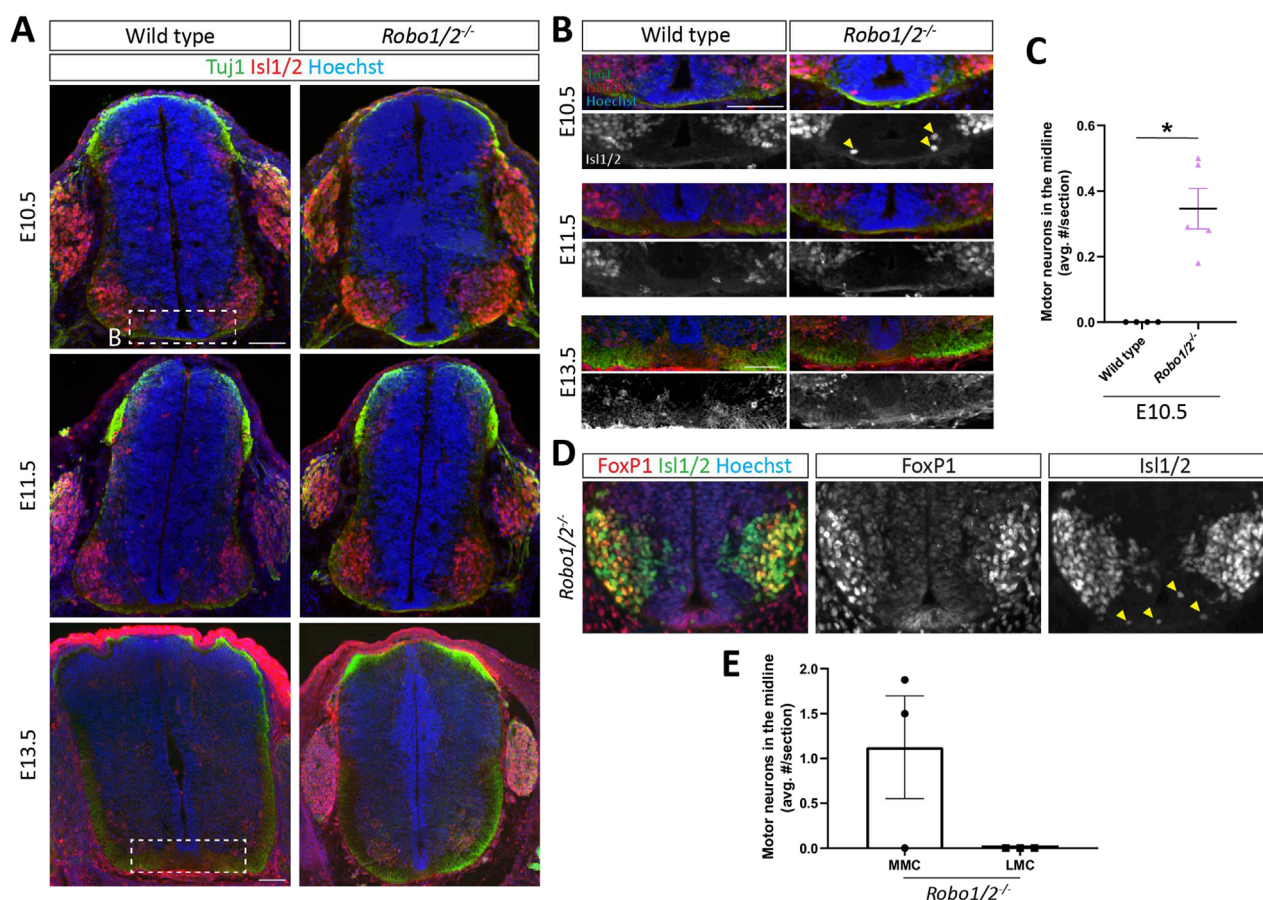 A
Wild type
Robo1/2-/-
Tuj1 Isl1/2 Hoechst
E10.5
B
E11.5
E13.5
B
Wild type
Robo1/2-/-
E10.5
Tuj1
Isl1/2
Hoechst
Isl1/2
E11.5
E13.5
C
Motor neurons in the midline
(avg. #/section)
0.6
0.4
0.2
0.0
*
Wild type
Robo1/2-/-
E10.5
D
FoxP1 Isl1/2 Hoechst
FoxP1
Isl1/2
Robo1/2-/-
E
Motor neurons in the midline
(avg. #/section)
2.0
1.5
1.0
0.5
0.0
MMC
LMC
Robo1/2-/-